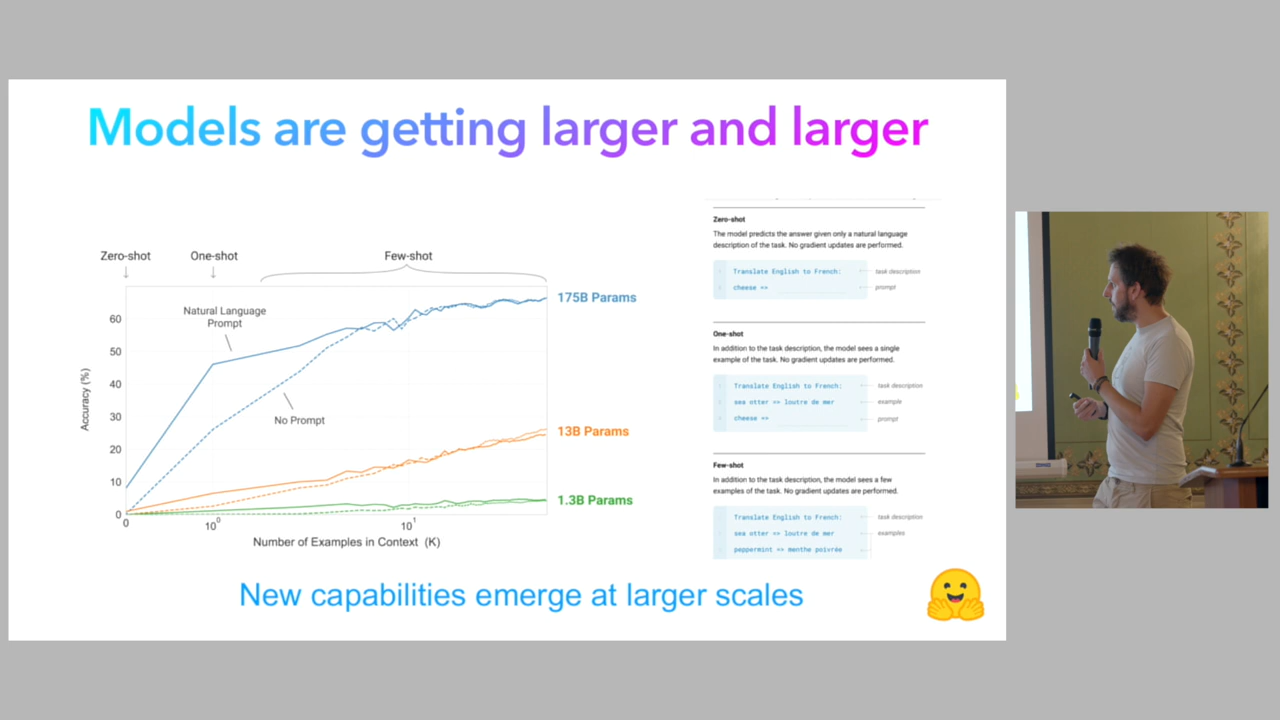 Models are getting larger and larger
Zero-shot
One-shot
Few-shot
Natural Language
Prompt
No Prompt
175B Params
13B Params
1.3B Params
Accuracy (%)
60
50
40
30
20
10
0
0
10⁰
10¹
Number of Examples in Context (K)
Zero-shot
The model predicts the answer given only a natural language
description of the task. No gradient updates are performed.
Translate English to French:
task description
cheese =>
prompt
One-shot
In addition to the task description, the model sees a single
example of the task. No gradient updates are performed.
Translate English to French:
task description
sea otter => loutre de mer
example
cheese =>
prompt
Few-shot
In addition to the task description, the model sees a few
examples of the task. No gradient updates are performed.
Translate English to French:
task description
sea otter => loutre de mer
examples
peppermint => menthe poivrée
New capabilities emerge at larger scales